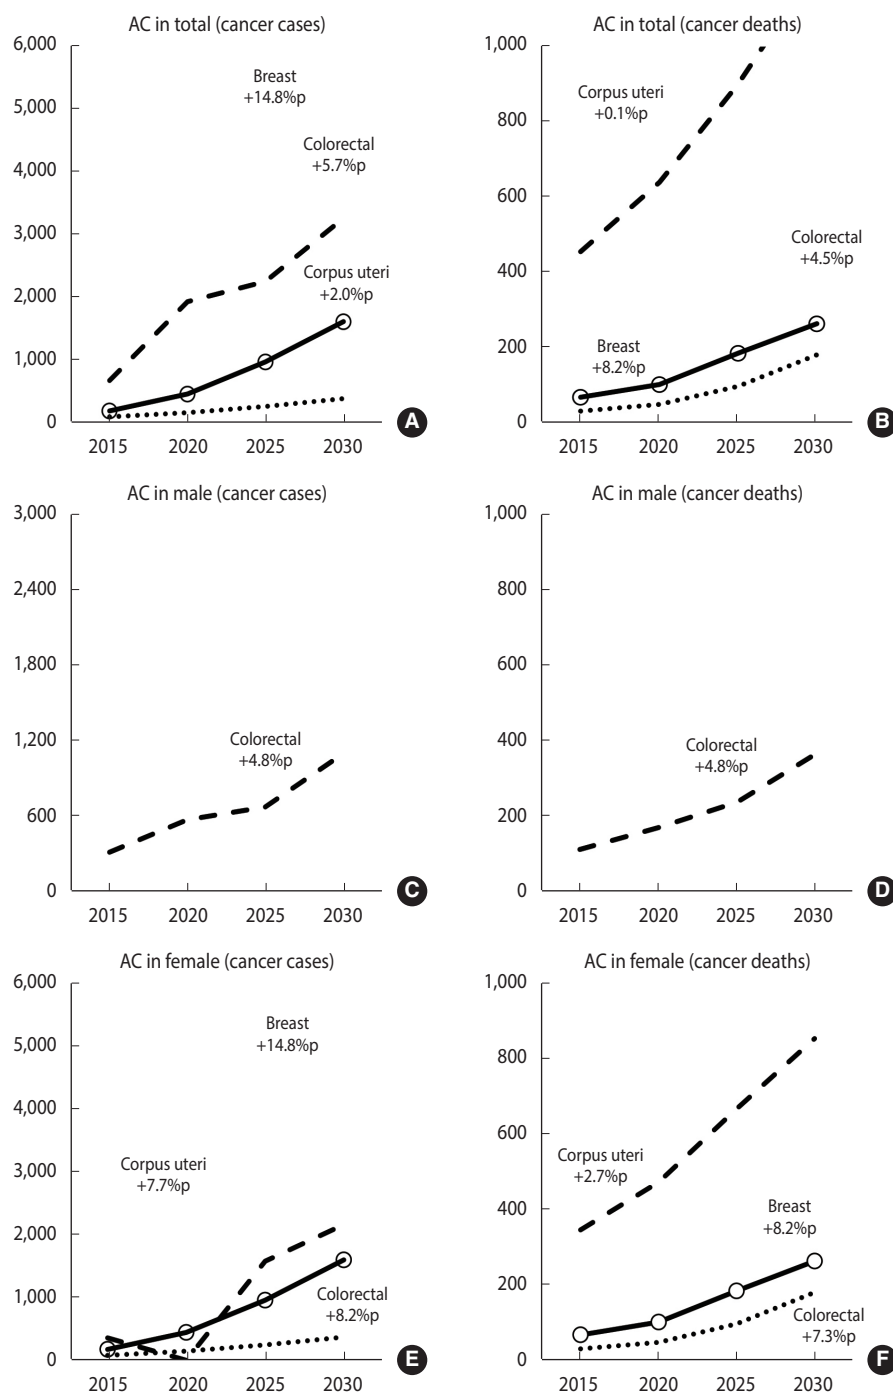 AC in total (cancer cases)
6,000
5,000
4,000
3,000
2,000
1,000
0
2015 2020 2025 2030
Breast
+14.8%p
Colorectal
+5.7%p
Corpus uteri
+2.0%p
A
AC in total (cancer deaths)
1,000
800
600
400
200
0
2015 2020 2025 2030
Corpus uteri
+0.1%p
Colorectal
+4.5%p
Breast
+8.2%p
B
AC in male (cancer cases)
3,000
2,400
1,800
1,200
600
0
2015 2020 2025 2030
Colorectal
+4.8%p
C
AC in male (cancer deaths)
1,000
800
600
400
200
0
2015 2020 2025 2030
Colorectal
+4.8%p
D
AC in female (cancer cases)
6,000
5,000
4,000
3,000
2,000
1,000
0
2015 2020 2025 2030
Breast
+14.8%p
Corpus uteri
+7.7%p
Colorectal
+8.2%p
E
AC in female (cancer deaths)
1,000
800
600
400
200
0
2015 2020 2025 2030
Corpus uteri
+2.7%p
Breast
+8.2%p
Colorectal
+7.3%p
F